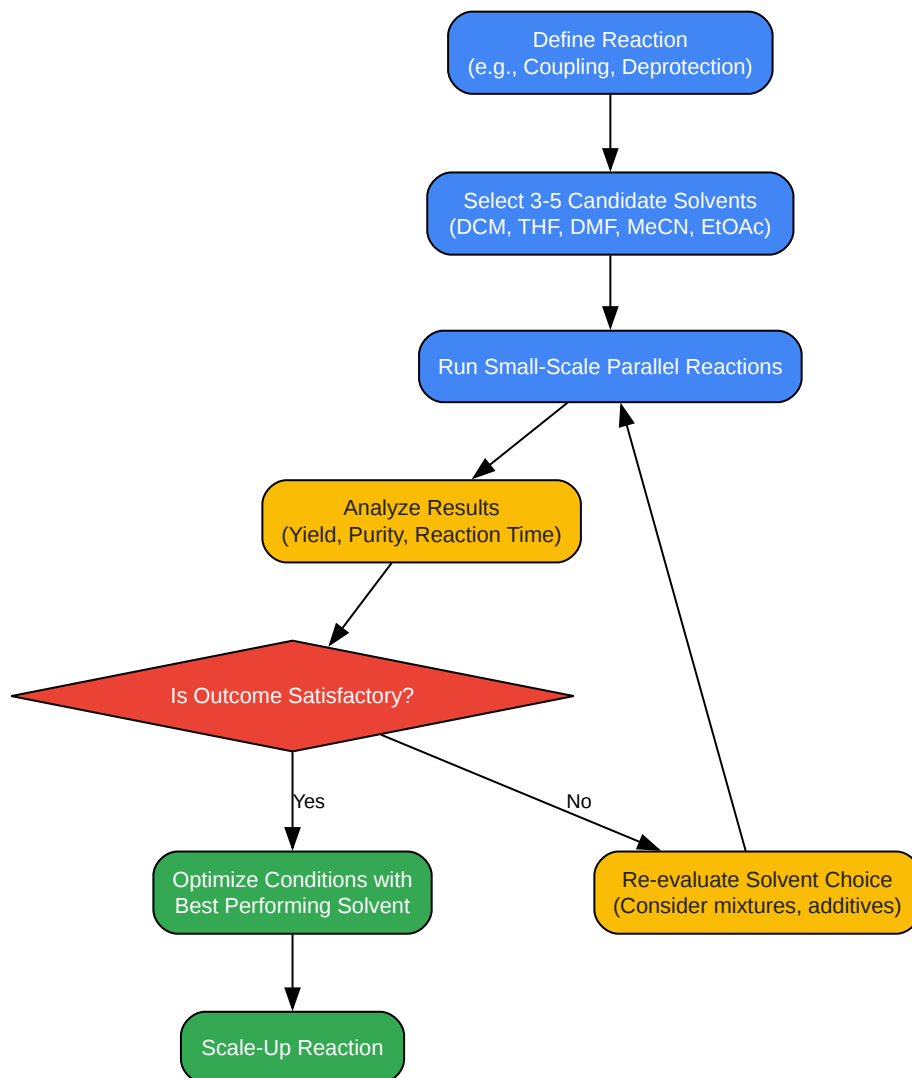 Define Reaction
(e.g., Coupling, Deprotection)
Select 3-5 Candidate Solvents
(DCM, THF, DMF, MeCN, EtOAc)
Run Small-Scale Parallel Reactions
Analyze Results
(Yield, Purity, Reaction Time)
Is Outcome Satisfactory?
Yes
No
Optimize Conditions with
Best Performing Solvent
Re-evaluate Solvent Choice
(Consider mixtures, additives)
Scale-Up Reaction